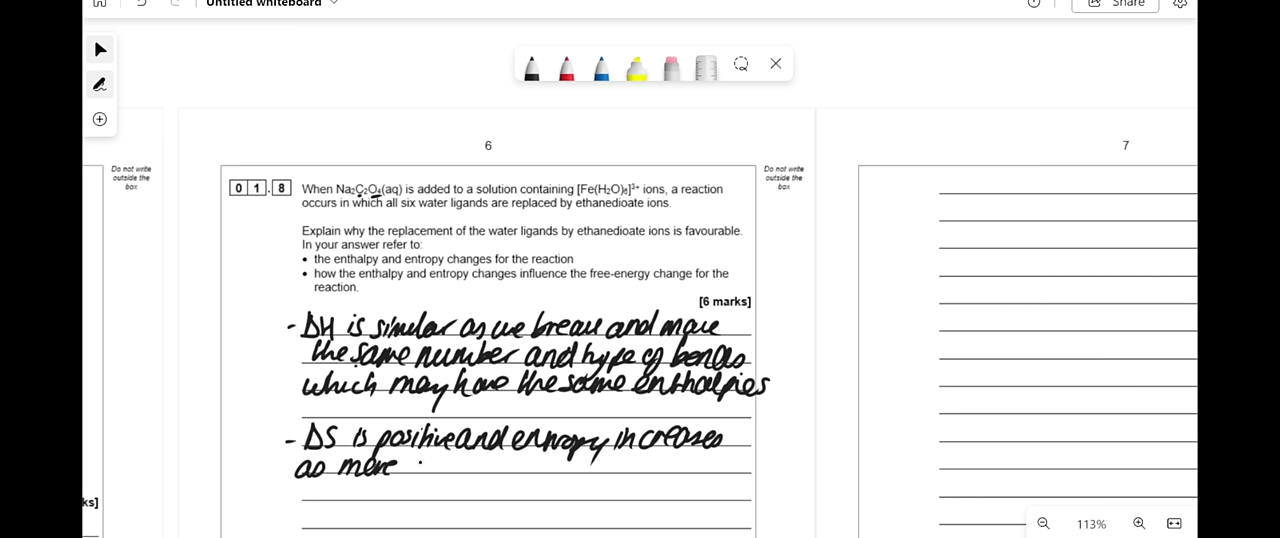 Untitled whiteboard
Share
6
7
Do not write
outside the
box
Do not write
outside the
box
0 1 . 8 When Na₂C₂O₄(aq) is added to a solution containing [Fe(H₂O)₆]³⁺ ions, a reaction
occurs in which all six water ligands are replaced by ethanedioate ions.
Explain why the replacement of the water ligands by ethanedioate ions is favourable.
In your answer refer to:
• the enthalpy and entropy changes for the reaction
• how the enthalpy and entropy changes influence the free-energy change for the
reaction.
[6 marks]
- ΔH is similar as we break and make
the same number and type of bonds
which may have the same enthalpies
- ΔS is positive and entropy increases
as more
ks]
113%